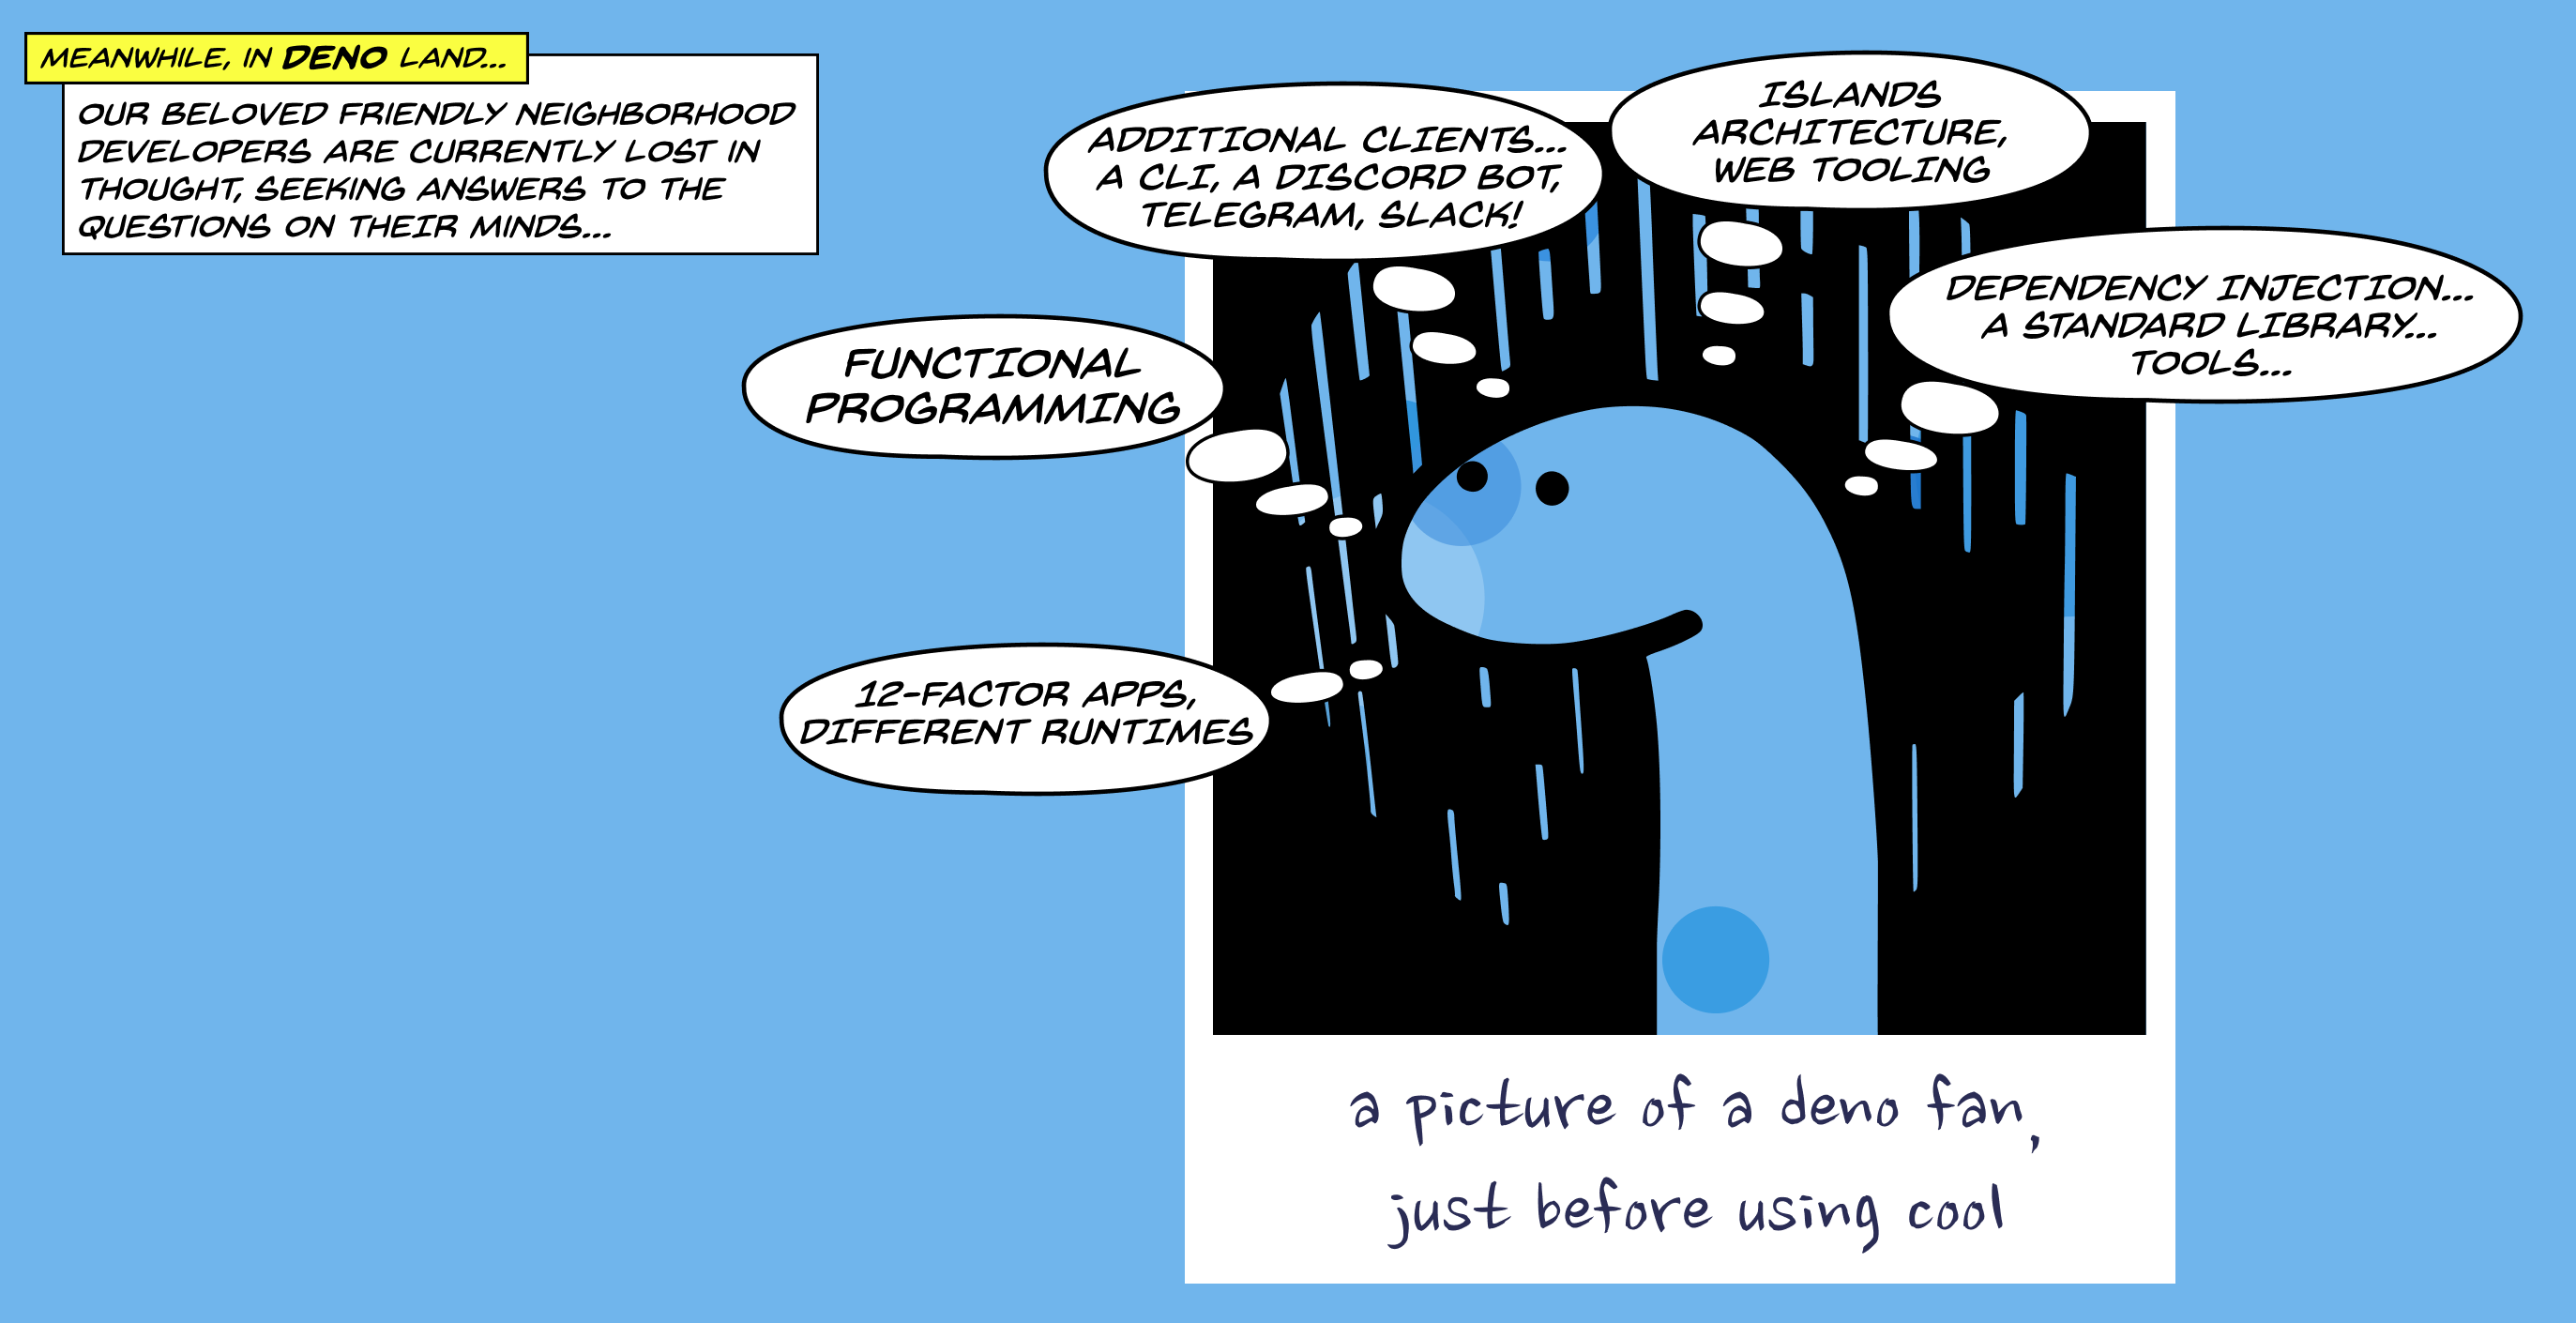 MEANWHILE, IN DENO LAND...
OUR BELOVED FRIENDLY NEIGHBORHOOD
DEVELOPERS ARE CURRENTLY LOST IN
THOUGHT, SEEKING ANSWERS TO THE
QUESTIONS ON THEIR MINDS...
ADDITIONAL CLIENTS...
A CLI, A DISCORD BOT,
TELEGRAM, SLACK!
ISLANDS
ARCHITECTURE,
WEB TOOLING
DEPENDENCY INJECTION...
A STANDARD LIBRARY...
TOOLS...
FUNCTIONAL
PROGRAMMING
12-FACTOR APPS,
DIFFERENT RUNTIMES
a picture of a deno fan,
just before using cool